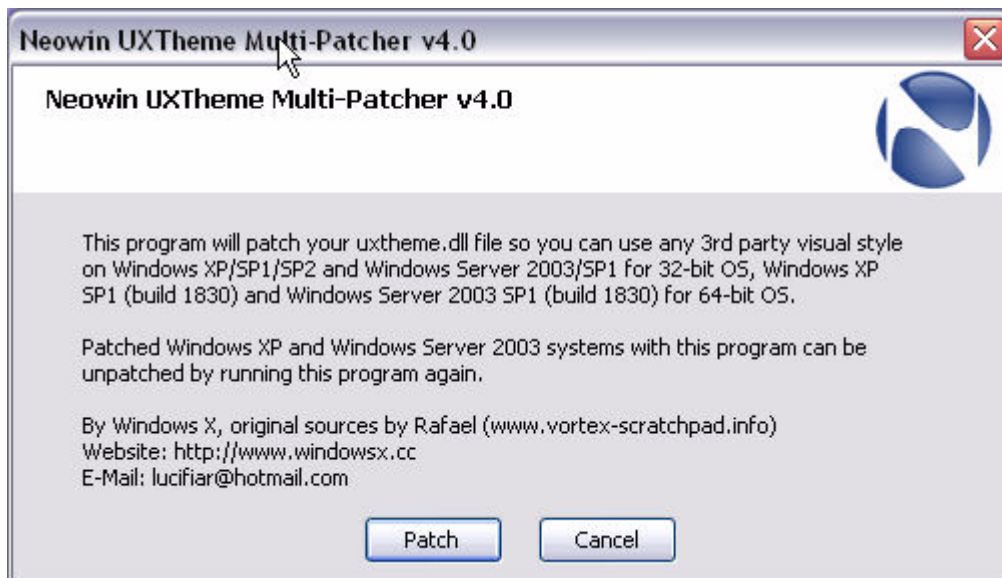 Neowin UXTheme Multi-Patcher v4.0
Neowin UXTheme Multi-Patcher v4.0
This program will patch your uxtheme.dll file so you can use any 3rd party visual style
on Windows XP/SP1/SP2 and Windows Server 2003/SP1 for 32-bit OS, Windows XP
SP1 (build 1830) and Windows Server 2003 SP1 (build 1830) for 64-bit OS.
Patched Windows XP and Windows Server 2003 systems with this program can be
unpatched by running this program again.
By Windows X, original sources by Rafael (www.vortex-scratchpad.info)
Website: http://www.windowsx.cc
E-Mail: lucifiar@hotmail.com
Patch
Cancel